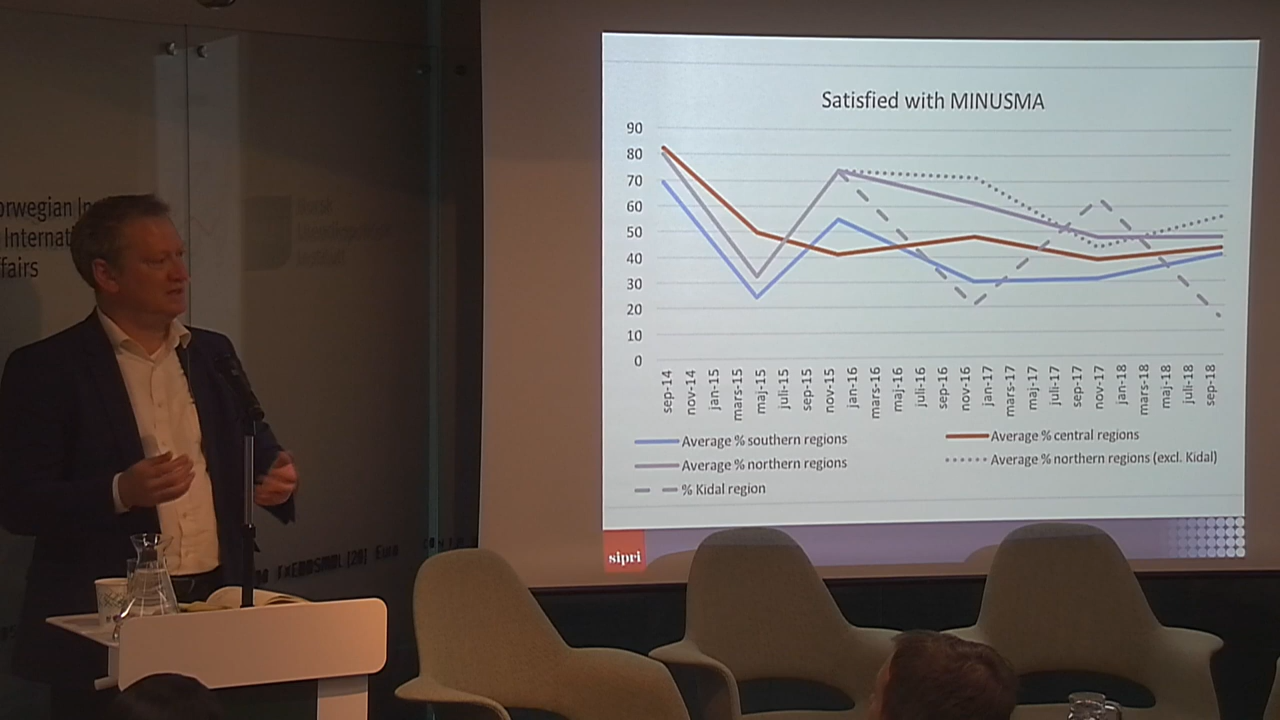 orwegian In
Internat
ffairs
Satisfied with MINUSMA
90
80
70
60
50
40
30
20
10
0
sep-14
nov-14
jan-15
mars-15
maj-15
juli-15
sep-15
nov-15
jan-16
mars-16
maj-16
juli-16
sep-16
nov-16
jan-17
mars-17
maj-17
juli-17
sep-17
nov-17
jan-18
mars-18
maj-18
juli-18
sep-18
Average % southern regions
Average % central regions
Average % northern regions
Average % northern regions (excl. Kidal)
% Kidal region
sipri